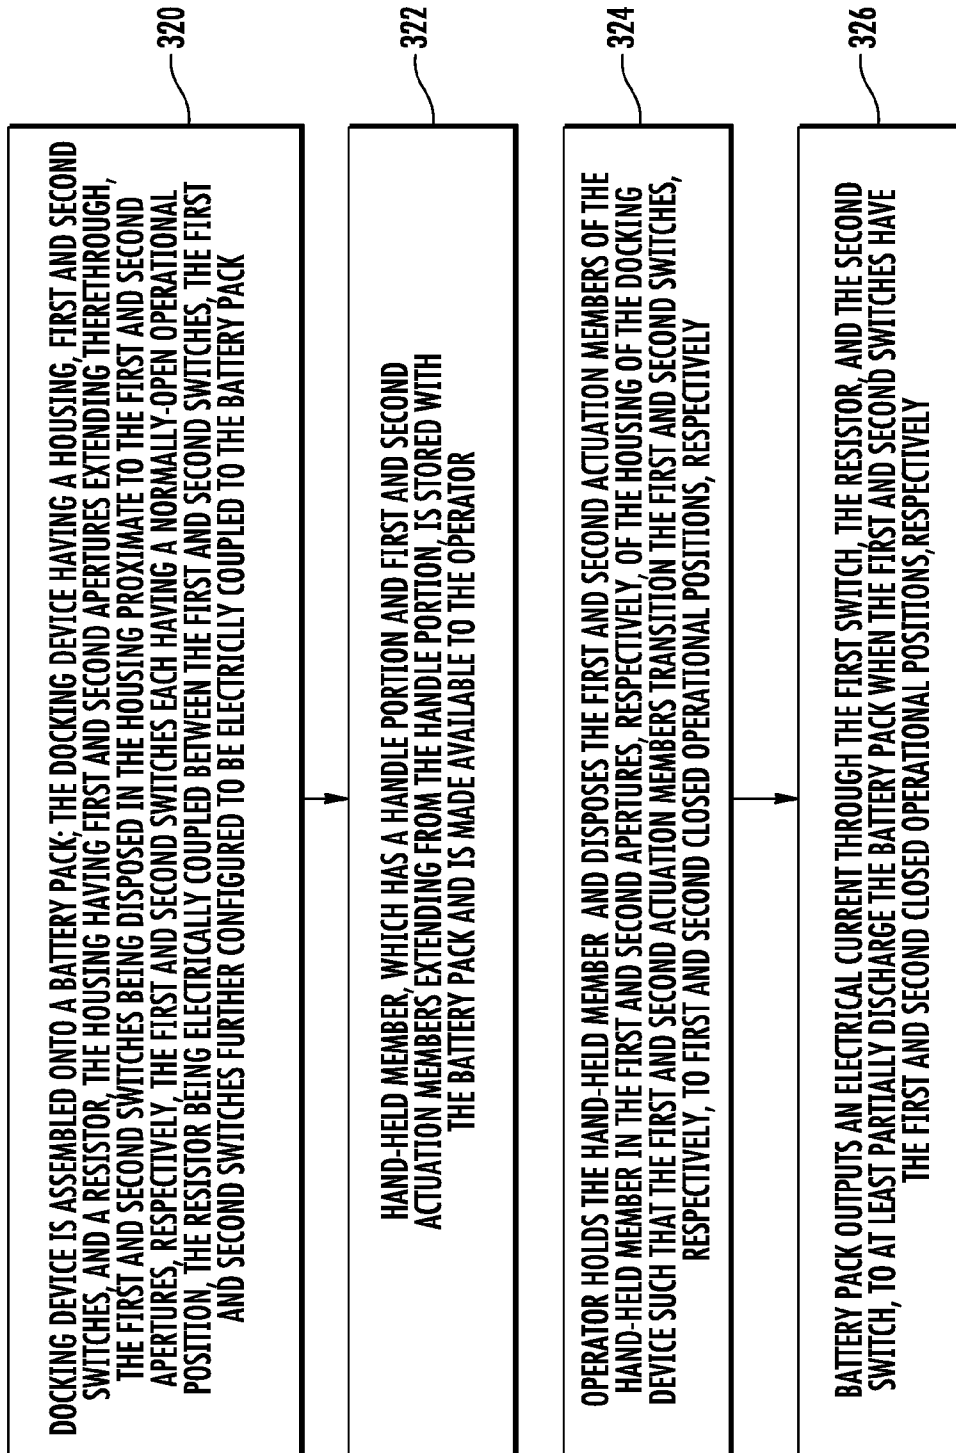 DOCKING DEVICE IS ASSEMBLED ONTO A BATTERY PACK; THE DOCKING DEVICE HAVING A HOUSING, FIRST AND SECOND
SWITCHES, AND A RESISTOR, THE HOUSING HAVING FIRST AND SECOND APERTURES EXTENDING THERETHROUGH,
THE FIRST AND SECOND SWITCHES BEING DISPOSED IN THE HOUSING PROXIMATE TO THE FIRST AND SECOND
APERTURES, RESPECTIVELY, THE FIRST AND SECOND SWITCHES EACH HAVING A NORMALLY-OPEN OPERATIONAL
POSITION, THE RESISTOR BEING ELECTRICALLY COUPLED BETWEEN THE FIRST AND SECOND SWITCHES, THE FIRST
AND SECOND SWITCHES FURTHER CONFIGURED TO BE ELECTRICLLY COUPLED TO THE BATTERY PACK
320
HAND-HELD MEMBER, WHICH HAS A HANDLE PORTION AND FIRST AND SECOND
ACTUATION MEMBERS EXTENDING FROM THE HANDLE PORTION, IS STORED WITH
THE BATTERY PACK AND IS MADE AVAILABLE TO THE OPERATOR
322
OPERATOR HOLDS THE HAND-HELD MEMBER AND DISPOSES THE FIRST AND SECOND ACTUATION MEMBERS OF THE
HAND-HELD MEMBER IN THE FIRST AND SECOND APERTURES, RESPECTIVELY, OF THE HOUSING OF THE DOCKING
DEVICE SUCH THAT THE FIRST AND SECOND ACTUATION MEMBERS TRANSITION THE FIRST AND SECOND SWITCHES,
RESPECTIVELY, TO FIRST AND SECOND CLOSED OPERATIONAL POSITIONS, RESPECTIVELY
324
BATTERY PACK OUTPUTS AN ELECTRICAL CURRENT THROUGH THE FIRST SWITCH, THE RESISTOR, AND THE SECOND
SWITCH, TO AT LEAST PARTIALLY DISCHARGE THE BATTERY PACK WHEN THE FIRST AND SECOND SWITCHES HAVE
THE FIRST AND SECOND CLOSED OPERATIONAL POSITIONS, RESPECTIVELY
326